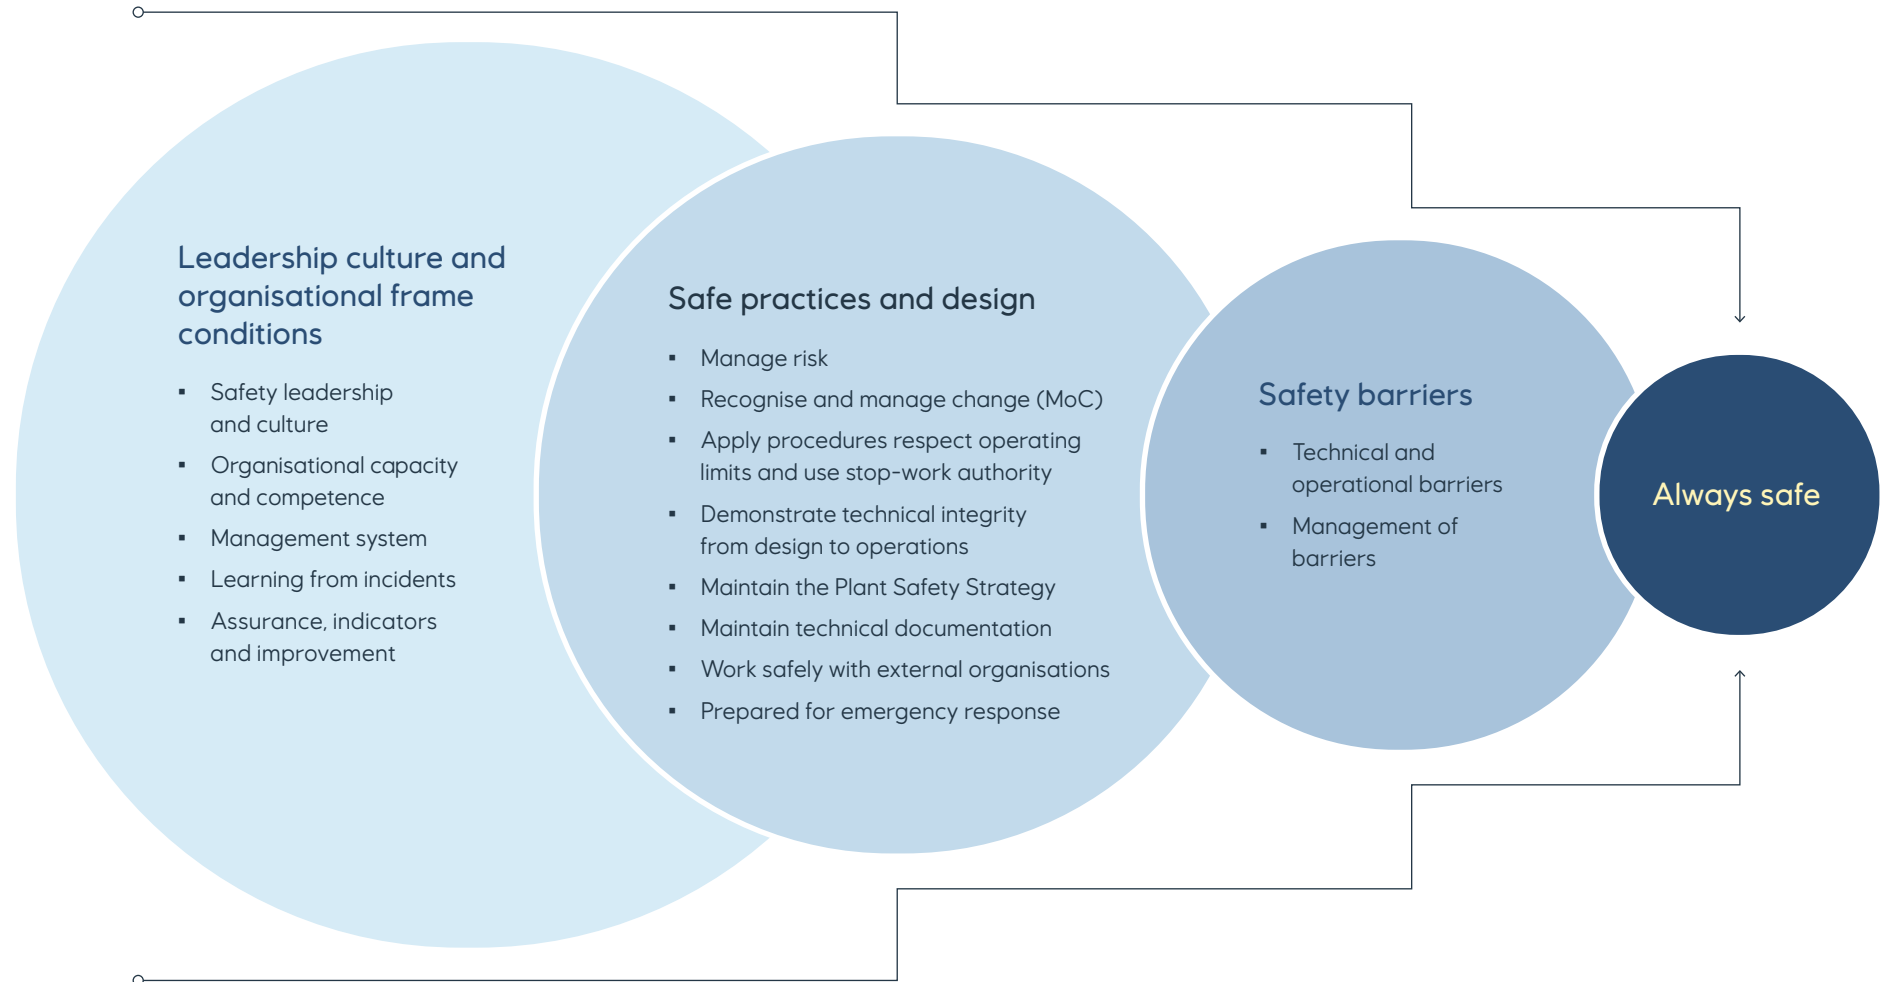 Leadership culture and
organisational frame
conditions
▪ Safety leadership
and culture
▪ Organisational capacity
and competence
▪ Management system
▪ Learning from incidents
▪ Assurance, indicators
and improvement
Safe practices and design
▪ Manage risk
▪ Recognise and manage change (MoC)
▪ Apply procedures respect operating
limits and use stop-work authority
▪ Demonstrate technical integrity
from design to operations
▪ Maintain the Plant Safety Strategy
▪ Maintain technical documentation
▪ Work safely with external organisations
▪ Prepared for emergency response
Safety barriers
▪ Technical and
operational barriers
▪ Management of
barriers
Always safe